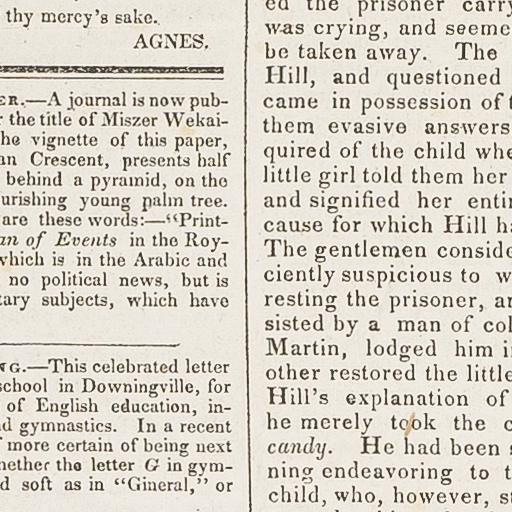 thy mercy's sake.
AGNES.
ER.—A journal is now pub-
the title of Miszer Wekai-
he vignette of this paper,
an Crescent, presents half
behind a pyramid, on the
urishing young palm tree.
are these words:—“Print-
an of Events in the Roy-
which is in the Arabic and
no political news, but is
tary subjects, which have
NG.—This celebrated letter
school in Downingville, for
of English education, in-
d gymnastics. In a recent
more certain of being next
hether the letter G in gym-
d soft as in “Gineral,” or
ed the prisoner carry
was crying, and seeme
be taken away. The
Hill, and questioned
came in possession of
them evasive answers
quired of the child whe
little girl told them her
and signified her enti
cause for which Hill ha
The gentlemen conside
ciently suspicious to w
resting the prisoner, an
sisted by a man of col
Martin, lodged him i
other restored the little
Hill's explanation of
he merely took the c
candy. He had been s
ning endeavoring to t
child, who, however, s